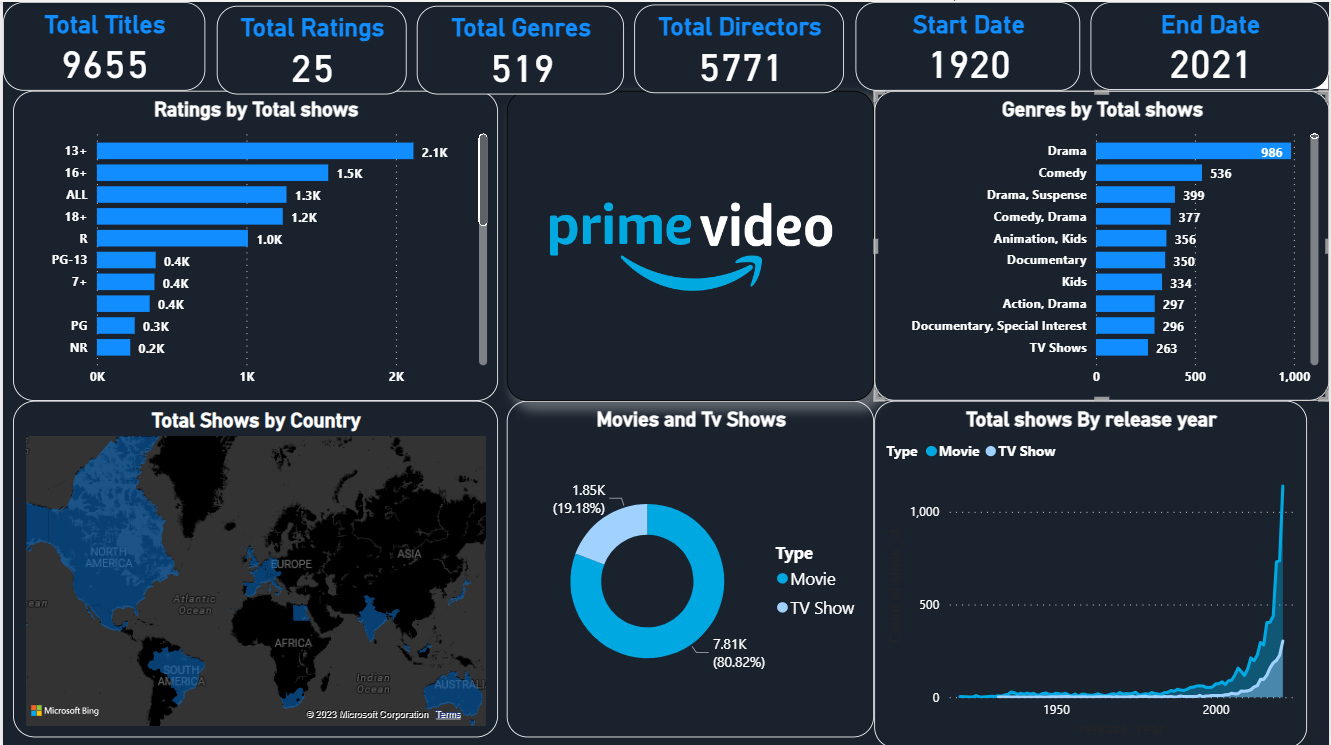 Total Titles
9655
Total Ratings
25
Total Genres
519
Total Directors
5771
Start Date
1920
End Date
2021
Ratings by Total shows
13+ 2.1K
16+ 1.5K
ALL 1.3K
18+ 1.2K
R 1.0K
PG-13 0.4K
7+ 0.4K
0.4K
PG 0.3K
NR 0.2K
0K 1K 2K
prime video
Genres by Total shows
Drama 986
Comedy 536
Drama, Suspense 399
Comedy, Drama 377
Animation, Kids 356
Documentary 350
Kids 334
Action, Drama 297
Documentary, Special Interest 296
TV Shows 263
0 500 1,000
Total Shows by Country
NORTH
AMERICA
EUROPE
ASIA
Atlantic
Ocean
ean
AFRICA
SOUTH
AMERICA
Indian
Ocean
AUSTRALI
Microsoft Bing
© 2023 Microsoft Corporation Terms
Movies and Tv Shows
1.85K
(19.18%)
7.81K
(80.82%)
Type
Movie
TV Show
Total shows By release year
Type Movie TV Show
1,000
500
0
1950 2000